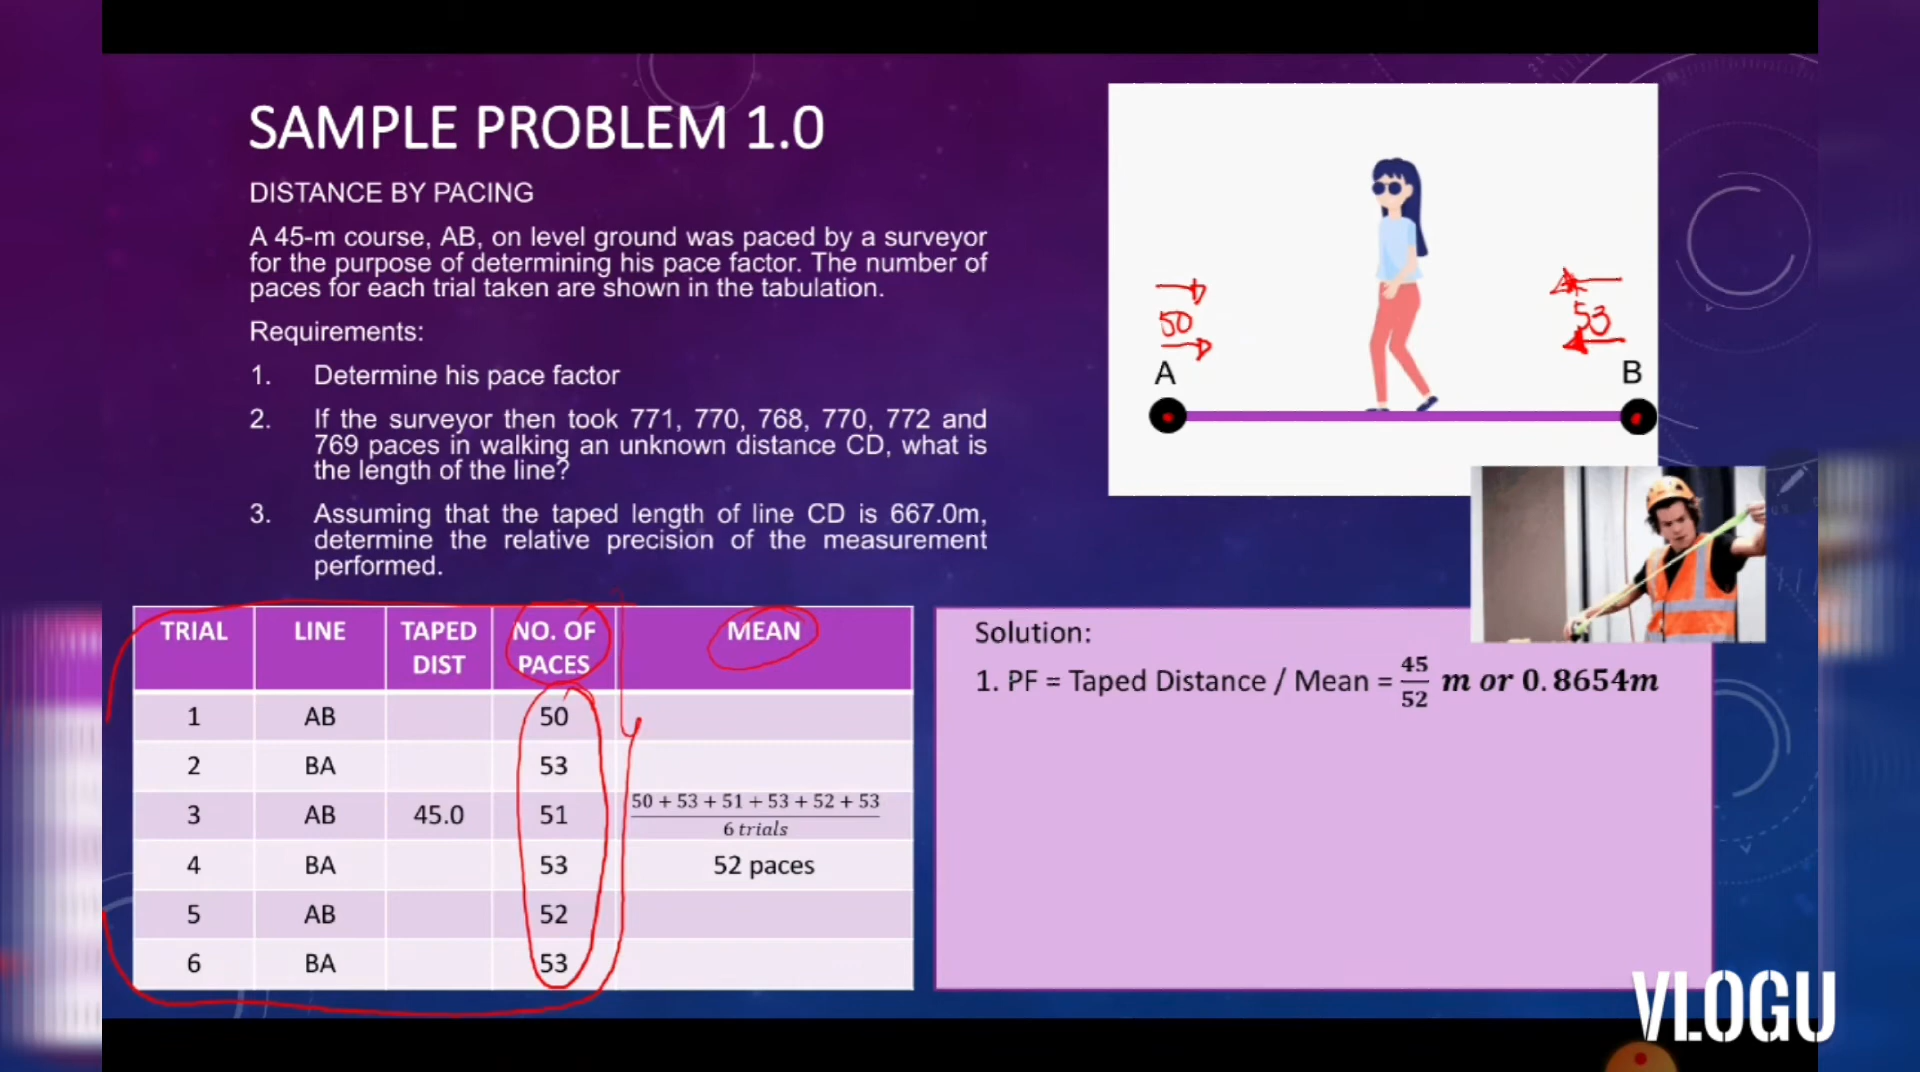 SAMPLE PROBLEM 1.0
DISTANCE BY PACING
A 45-m course, AB, on level ground was paced by a surveyor
for the purpose of determining his pace factor. The number of
paces for each trial taken are shown in the tabulation.
Requirements:
1. Determine his pace factor
2. If the surveyor then took 771, 770, 768, 770, 772 and
769 paces in walking an unknown distance CD, what is
the length of the line?
3. Assuming that the taped length of line CD is 667.0m,
determine the relative precision of the measurement
performed.
50
53
A
B
TRIAL LINE TAPED DIST NO. OF PACES MEAN
1 AB 50
2 BA 53
3 AB 45.0 51 50 + 53 + 51 + 53 + 52 + 53 / 6 trials
4 BA 53 52 paces
5 AB 52
6 BA 53
Solution:
1. PF = Taped Distance / Mean = 45/52 m or 0.8654m
VLOGU